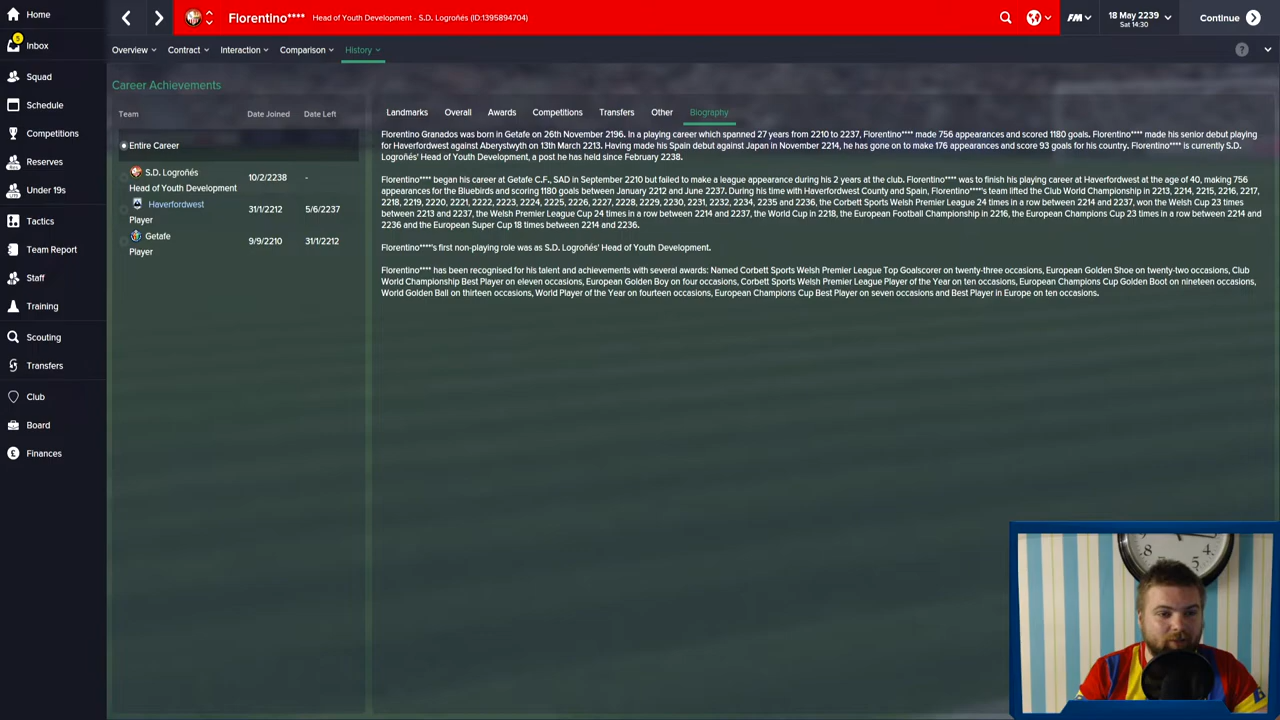 Home
5
Inbox
Squad
Schedule
Competitions
Reserves
Under 19s
Tactics
Team Report
Staff
Training
Scouting
Transfers
Club
Board
Finances
Florentino****
Head of Youth Development - S.D. Logroñés (ID:1395894704)
FM
18 May 2239
Sat 14:30
Continue
Overview
Contract
Interaction
Comparison
History
?
Career Achievements
Team
Date Joined
Date Left
Entire Career
S.D. Logroñés
Head of Youth Development
10/2/2238
-
Haverfordwest
Player
31/1/2212
5/6/2237
Getafe
Player
9/9/2210
31/1/2212
Landmarks
Overall
Awards
Competitions
Transfers
Other
Biography
Florentino Granados was born in Getafe on 26th November 2196. In a playing career which spanned 27 years from 2210 to 2237, Florentino**** made 756 appearances and scored 1180 goals. Florentino**** made his senior debut playing
for Haverfordwest against Aberystwyth on 13th March 2213. Having made his Spain debut against Japan in November 2214, he has gone on to make 176 appearances and score 93 goals for his country. Florentino**** is currently S.D.
Logroñés' Head of Youth Development, a post he has held since February 2238.
Florentino**** began his career at Getafe C.F., SAD in September 2210 but failed to make a league appearance during his 2 years at the club. Florentino**** was to finish his playing career at Haverfordwest at the age of 40, making 756
appearances for the Bluebirds and scoring 1180 goals between January 2212 and June 2237. During his time with Haverfordwest County and Spain, Florentino****'s team lifted the Club World Championship in 2213, 2214, 2215, 2216, 2217,
2218, 2219, 2220, 2221, 2222, 2223, 2224, 2225, 2226, 2227, 2228, 2229, 2230, 2231, 2232, 2234, 2235 and 2236, the Corbett Sports Welsh Premier League 24 times in a row between 2214 and 2237, won the Welsh Cup 23 times
between 2213 and 2237, the Welsh Premier League Cup 24 times in a row between 2214 and 2237, the World Cup in 2218, the European Football Championship in 2216, the European Champions Cup 23 times in a row between 2214 and
2236 and the European Super Cup 18 times between 2214 and 2236.
Florentino****'s first non-playing role was as S.D. Logroñés' Head of Youth Development.
Florentino**** has been recognised for his talent and achievements with several awards: Named Corbett Sports Welsh Premier League Top Goalscorer on twenty-three occasions, European Golden Shoe on twenty-two occasions, Club
World Championship Best Player on eleven occasions, European Golden Boy on four occasions, Corbett Sports Welsh Premier League Player of the Year on ten occasions, European Champions Cup Golden Boot on nineteen occasions,
World Golden Ball on thirteen occasions, World Player of the Year on fourteen occasions, European Champions Cup Best Player on seven occasions and Best Player in Europe on ten occasions.